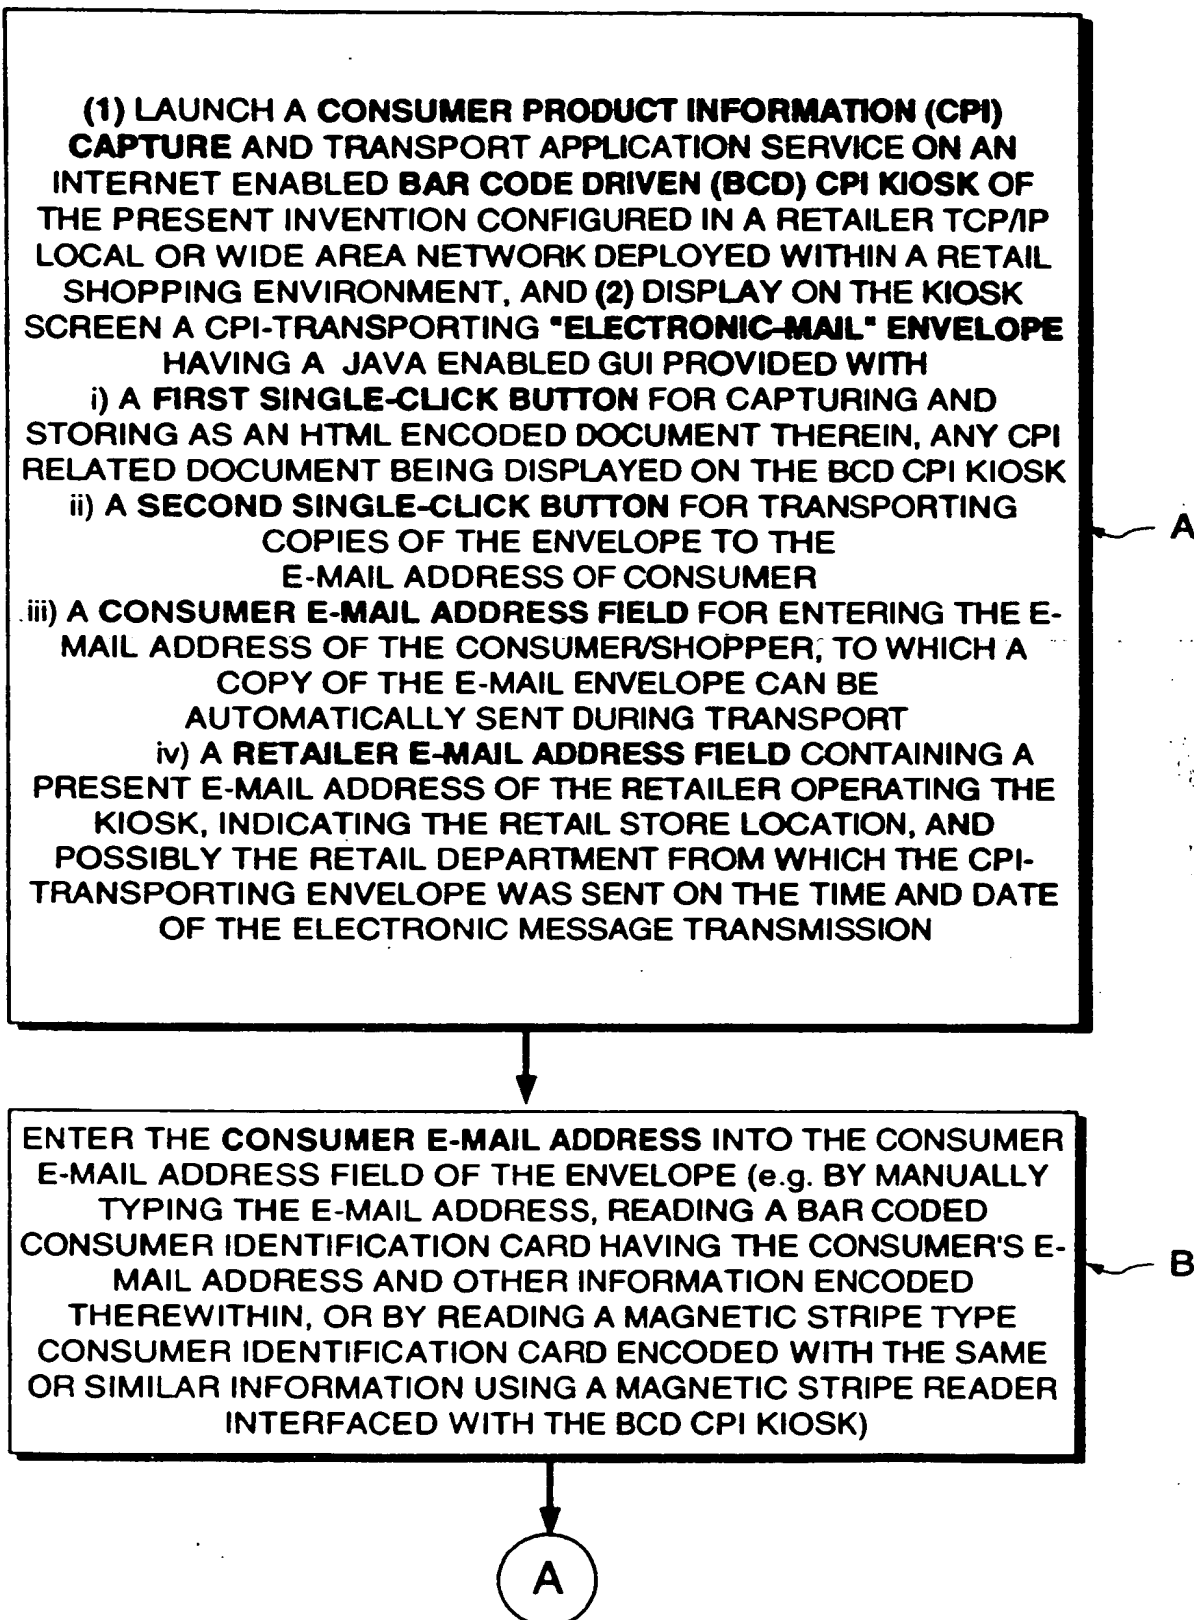 (1) LAUNCH A CONSUMER PRODUCT INFORMATION (CPI)
CAPTURE AND TRANSPORT APPLICATION SERVICE ON AN
INTERNET ENABLED BAR CODE DRIVEN (BCD) CPI KIOSK OF
THE PRESENT INVENTION CONFIGURED IN A RETAILER TCP/IP
LOCAL OR WIDE AREA NETWORK DEPLOYED WITHIN A RETAIL
SHOPPING ENVIRONMENT, AND (2) DISPLAY ON THE KIOSK
SCREEN A CPI-TRANSPORTING "ELECTRONIC-MAIL" ENVELOPE
HAVING A JAVA ENABLED GUI PROVIDED WITH
i) A FIRST SINGLE-CLICK BUTTON FOR CAPTURING AND
STORING AS AN HTML ENCODED DOCUMENT THEREIN, ANY CPI
RELATED DOCUMENT BEING DISPLAYED ON THE BCD CPI KIOSK
ii) A SECOND SINGLE-CLICK BUTTON FOR TRANSPORTING
COPIES OF THE ENVELOPE TO THE
E-MAIL ADDRESS OF CONSUMER
iii) A CONSUMER E-MAIL ADDRESS FIELD FOR ENTERING THE E-
MAIL ADDRESS OF THE CONSUMER/SHOPPER, TO WHICH A
COPY OF THE E-MAIL ENVELOPE CAN BE
AUTOMATICALLY SENT DURING TRANSPORT
iv) A RETAILER E-MAIL ADDRESS FIELD CONTAINING A
PRESENT E-MAIL ADDRESS OF THE RETAILER OPERATING THE
KIOSK, INDICATING THE RETAIL STORE LOCATION, AND
POSSIBLY THE RETAIL DEPARTMENT FROM WHICH THE CPI-
TRANSPORTING ENVELOPE WAS SENT ON THE TIME AND DATE
OF THE ELECTRONIC MESSAGE TRANSMISSION
A
ENTER THE CONSUMER E-MAIL ADDRESS INTO THE CONSUMER
E-MAIL ADDRESS FIELD OF THE ENVELOPE (e.g. BY MANUALLY
TYPING THE E-MAIL ADDRESS, READING A BAR CODED
CONSUMER IDENTIFICATION CARD HAVING THE CONSUMER'S E-
MAIL ADDRESS AND OTHER INFORMATION ENCODED
THEREWITHIN, OR BY READING A MAGNETIC STRIPE TYPE
CONSUMER IDENTIFICATION CARD ENCODED WITH THE SAME
OR SIMILAR INFORMATION USING A MAGNETIC STRIPE READER
INTERFACED WITH THE BCD CPI KIOSK)
B
A